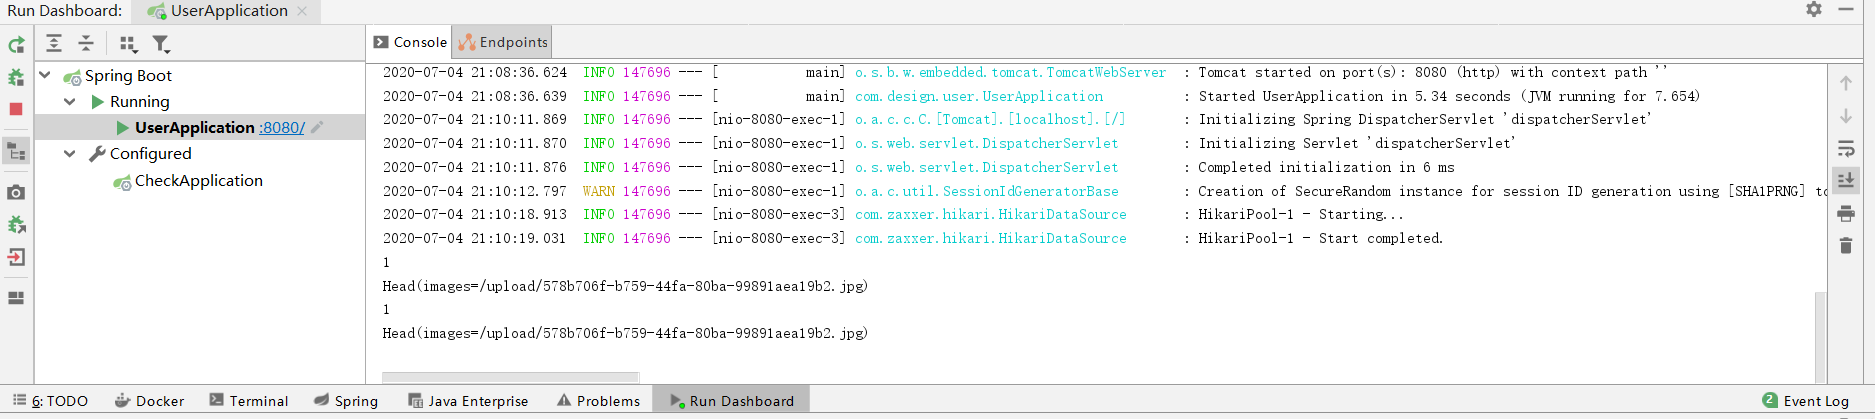 Run Dashboard: UserApplication
Console Endpoints
Spring Boot
Running
UserApplication :8080/
Configured
CheckApplication
2020-07-04 21:08:36.624  INFO 147696 --- [           main] o.s.b.w.embedded.tomcat.TomcatWebServer  : Tomcat started on port(s): 8080 (http) with context path ''
2020-07-04 21:08:36.639  INFO 147696 --- [           main] com.design.user.UserApplication          : Started UserApplication in 5.34 seconds (JVM running for 7.654)
2020-07-04 21:10:11.869  INFO 147696 --- [nio-8080-exec-1] o.a.c.c.C.[Tomcat].[localhost].[/]       : Initializing Spring DispatcherServlet 'dispatcherServlet'
2020-07-04 21:10:11.870  INFO 147696 --- [nio-8080-exec-1] o.s.web.servlet.DispatcherServlet        : Initializing Servlet 'dispatcherServlet'
2020-07-04 21:10:11.876  INFO 147696 --- [nio-8080-exec-1] o.s.web.servlet.DispatcherServlet        : Completed initialization in 6 ms
2020-07-04 21:10:12.797  WARN 147696 --- [nio-8080-exec-1] o.a.c.util.SessionIdGeneratorBase        : Creation of SecureRandom instance for session ID generation using [SHA1PRNG] to
2020-07-04 21:10:18.913  INFO 147696 --- [nio-8080-exec-3] com.zaxxer.hikari.HikariDataSource       : HikariPool-1 - Starting...
2020-07-04 21:10:19.031  INFO 147696 --- [nio-8080-exec-3] com.zaxxer.hikari.HikariDataSource       : HikariPool-1 - Start completed.
1
Head(images=/upload/578b706f-b759-44fa-80ba-99891aea19b2.jpg)
1
Head(images=/upload/578b706f-b759-44fa-80ba-99891aea19b2.jpg)
6: TODO Docker Terminal Spring Java Enterprise Problems Run Dashboard 2 Event Log